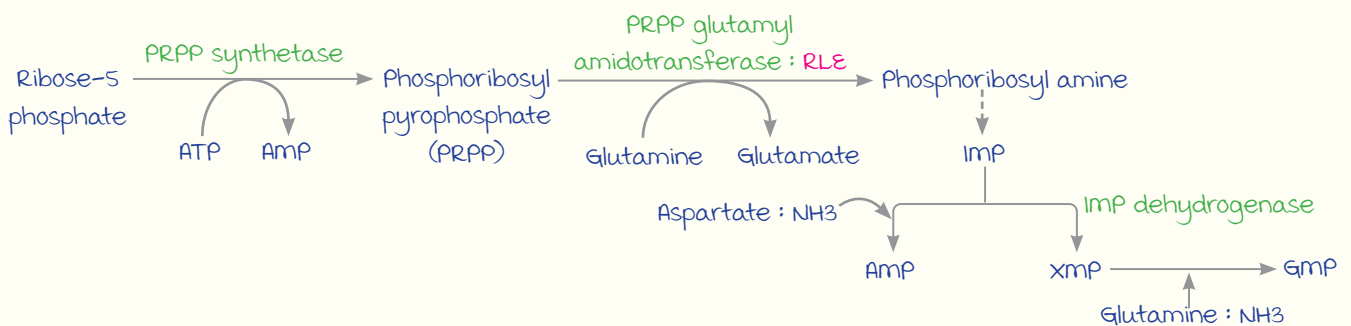 PRPP glutamyl
PRPP synthetase
amidotransferase : RLE
Ribose-5
phosphate
Phosphoribosyl
pyrophosphate
(PRPP)
Phosphoribosyl amine
ATP AMP
Glutamine Glutamate
IMP
Aspartate : NH3
IMP dehydrogenase
AMP
XMP
GMP
Glutamine : NH3